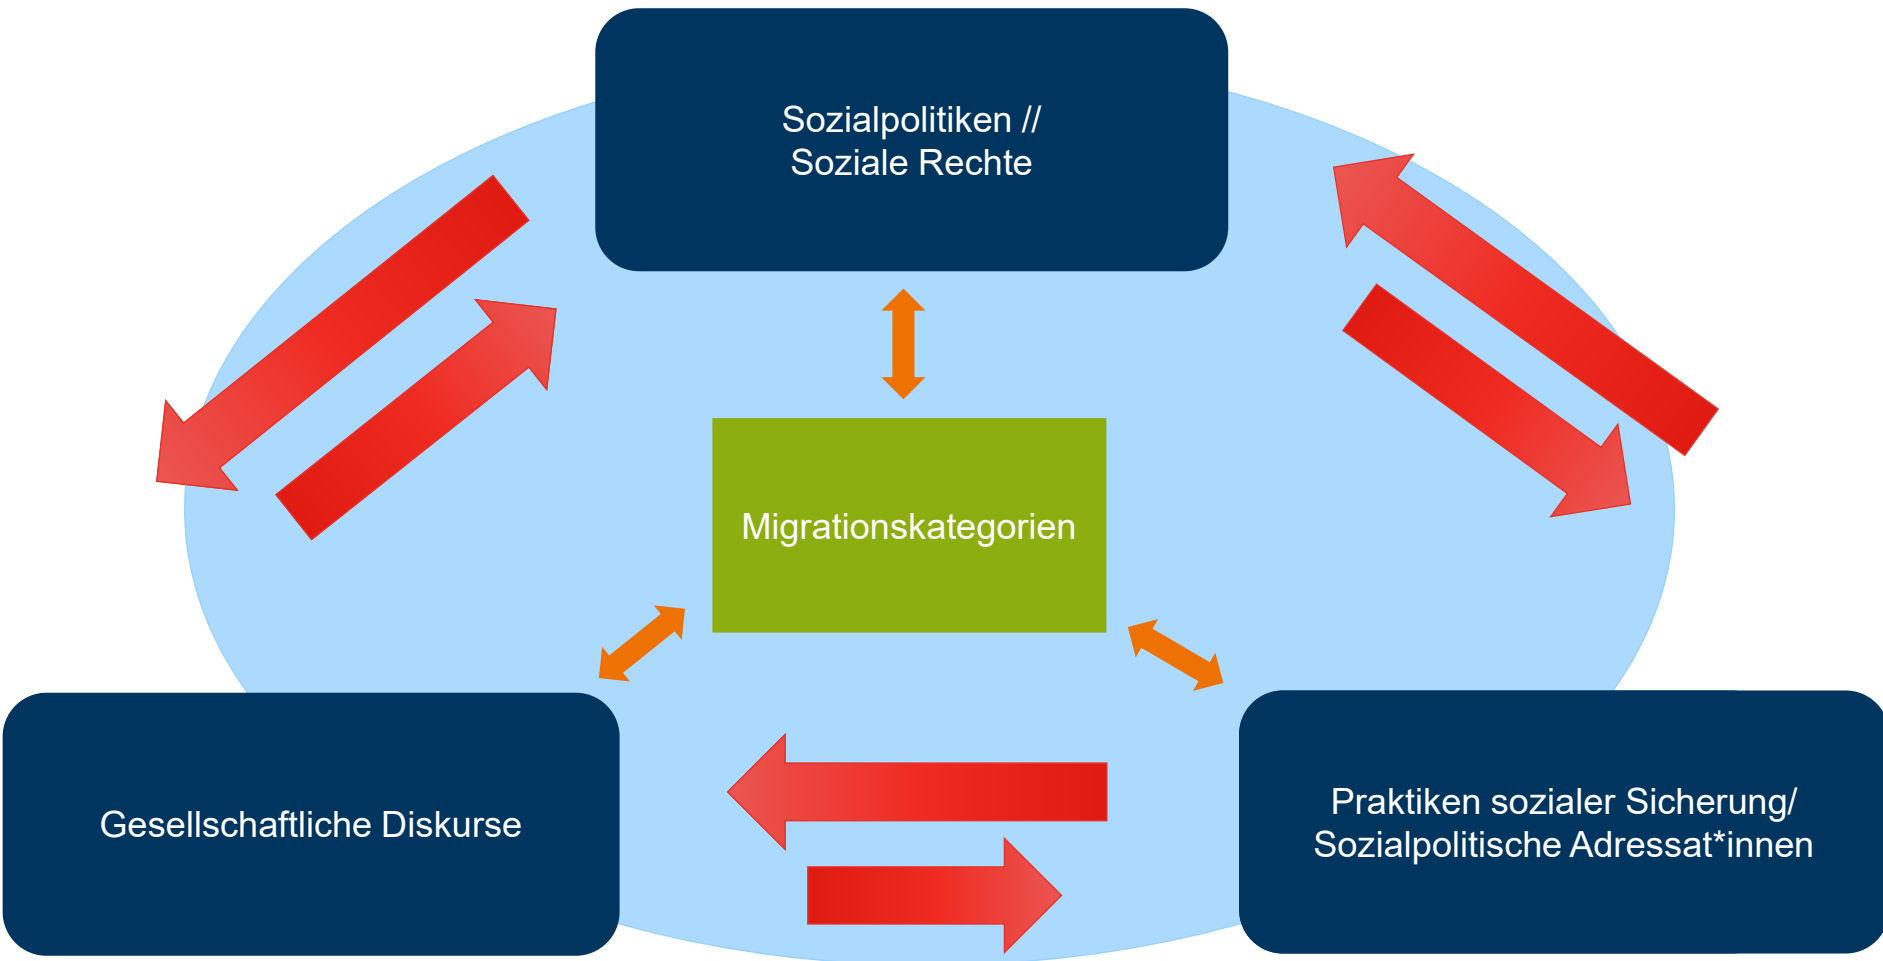 Sozialpolitiken //
Soziale Rechte
Migrationskategorien
Gesellschaftliche Diskurse
Praktiken sozialer Sicherung/
Sozialpolitische Adressat*innen